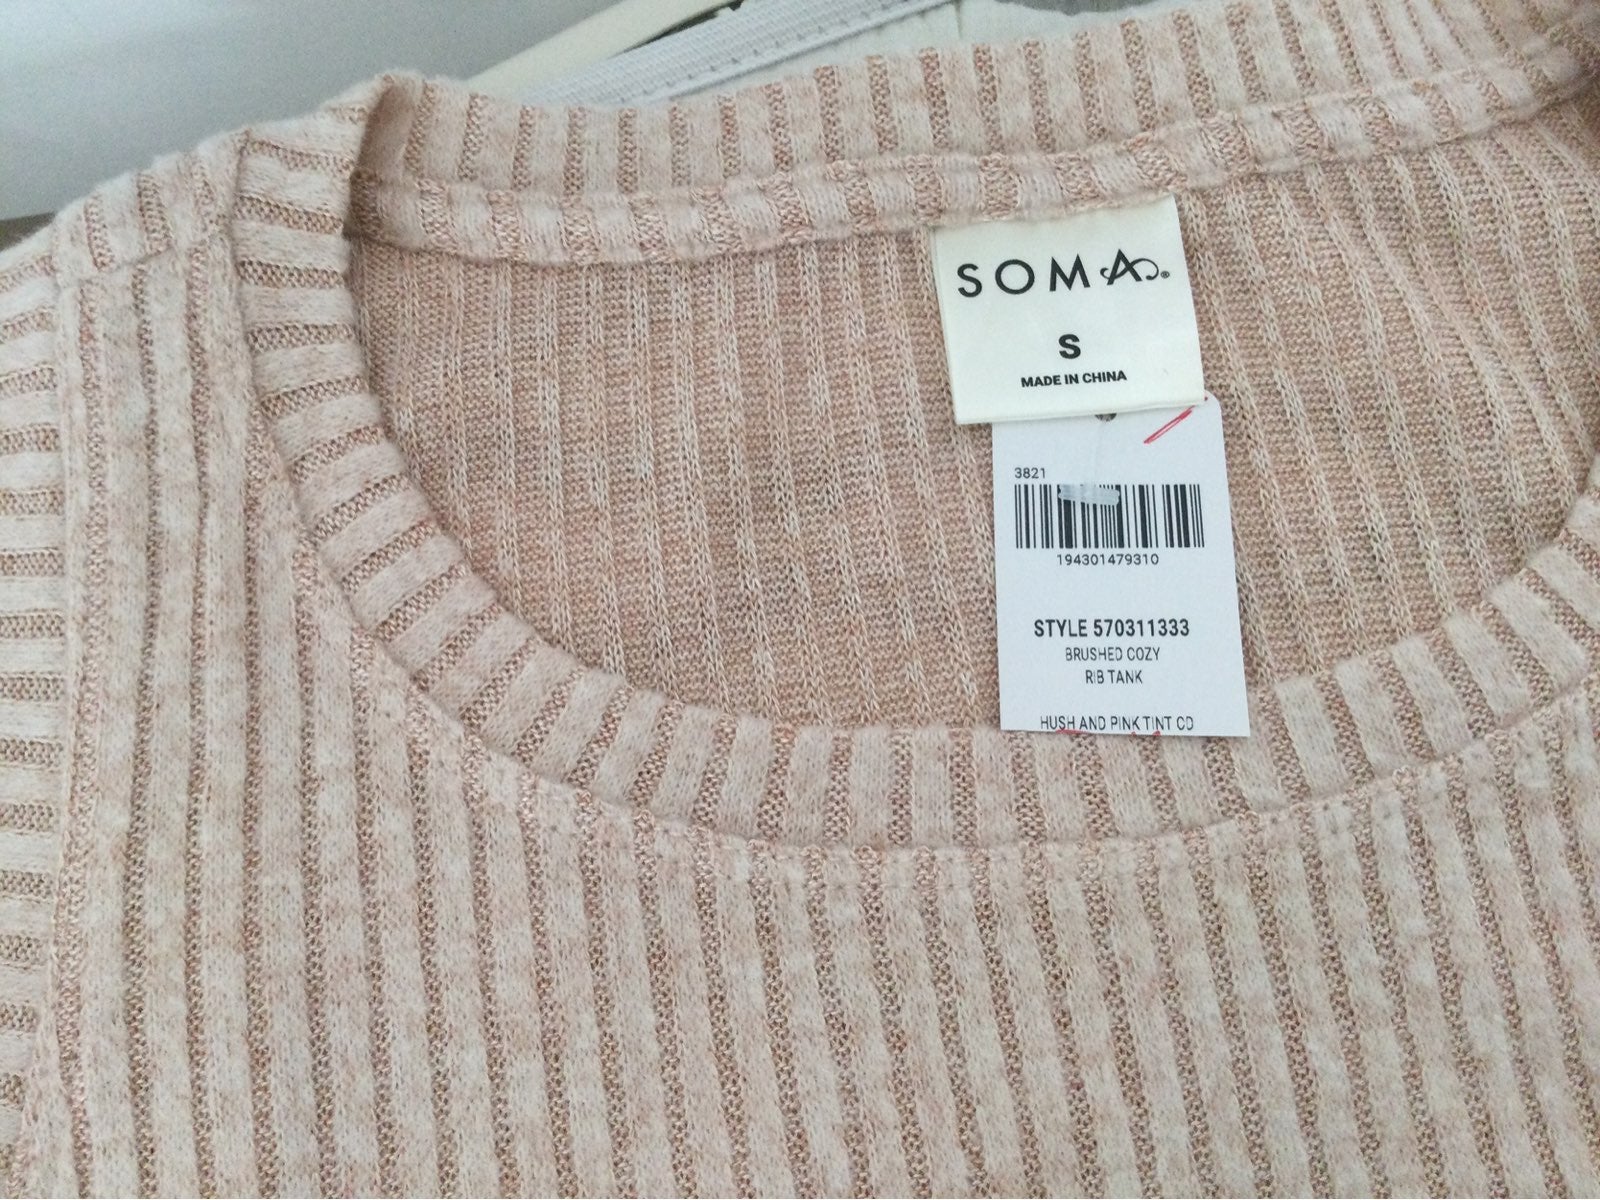 SOMA®
S
MADE IN CHINA
3821
194301479310
STYLE 570311333
BRUSHED COZY
RIB TANK
HUSH AND PINK TINT CD